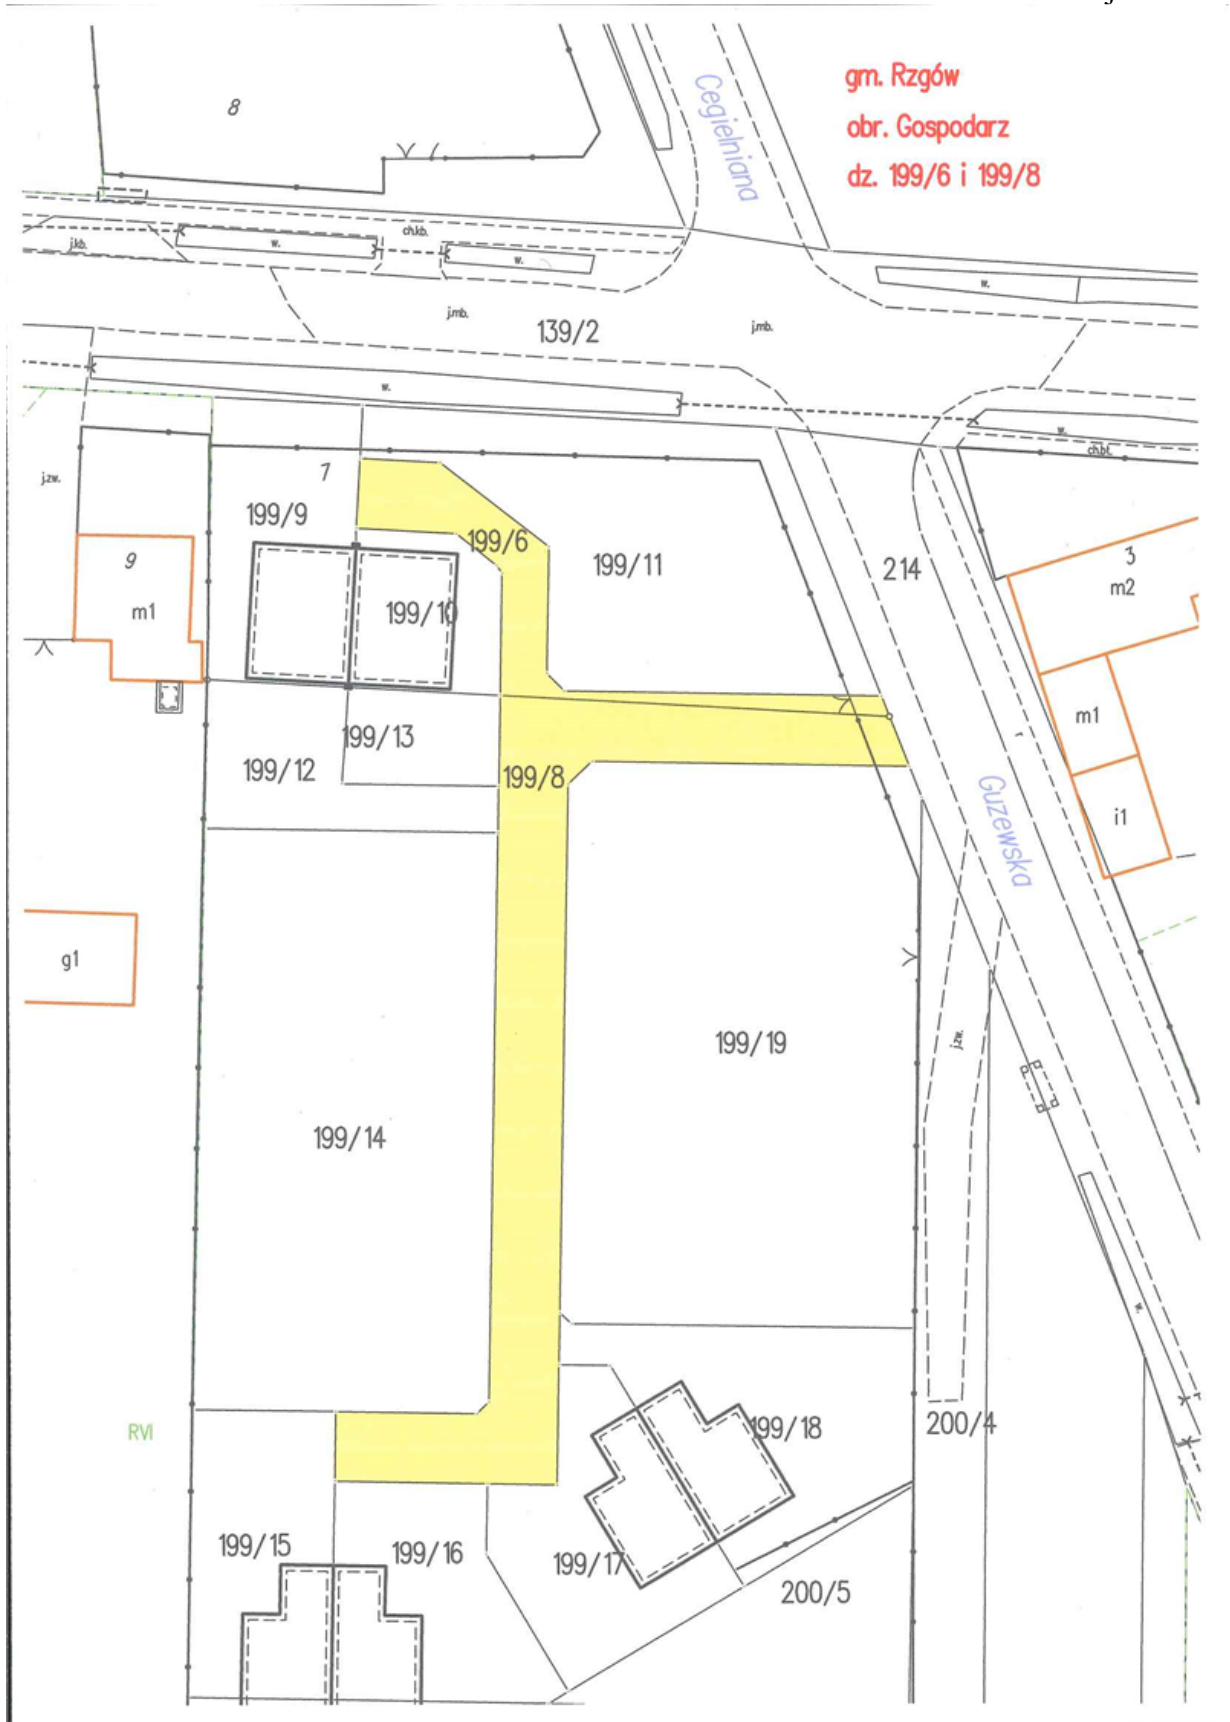 gm. Rzgów
obr. Gospodarz
dz. 199/6 i 199/8
Cegielniana
8
ch.kb.
j.kb.
w.
w.
w.
j.mb.
139/2
j.mb.
w.
w.
ch.bt.
j.zw.
7
199/9
199/6
199/11
214
3
m2
9
m1
199/10
199/13
199/12
199/8
m1
r
Guzewska
i1
g1
199/19
j.zw.
199/14
w.
RVI
199/18
200/4
199/15
199/16
199/17
200/5